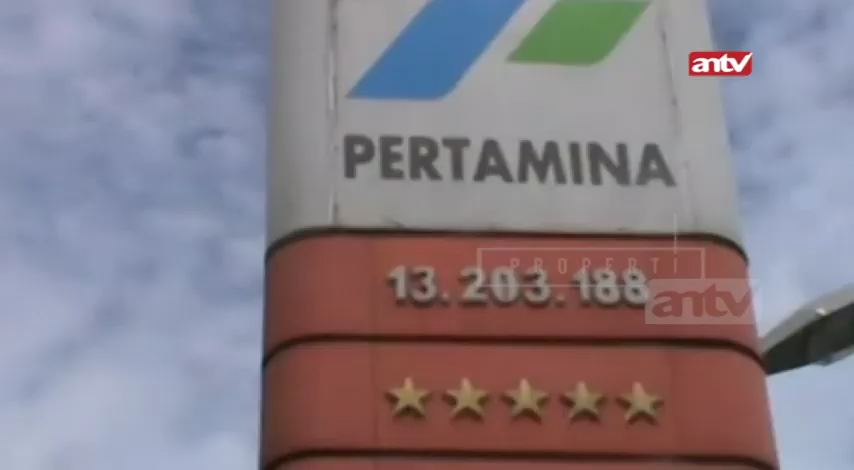 antv
PERTAMINA
13.203.188
PROPERTI
antv